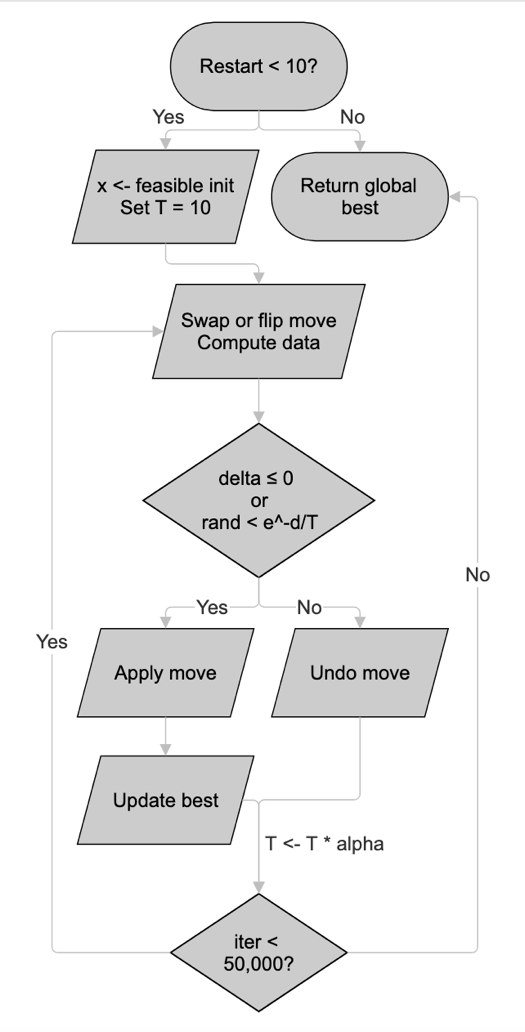 Restart < 10?
Yes
No
x <- feasible init
Set T = 10
Return global
best
Swap or flip move
Compute data
delta ≤ 0
or
rand < e^-d/T
No
Yes
No
Yes
Apply move
Undo move
Update best
T <- T * alpha
iter <
50,000?